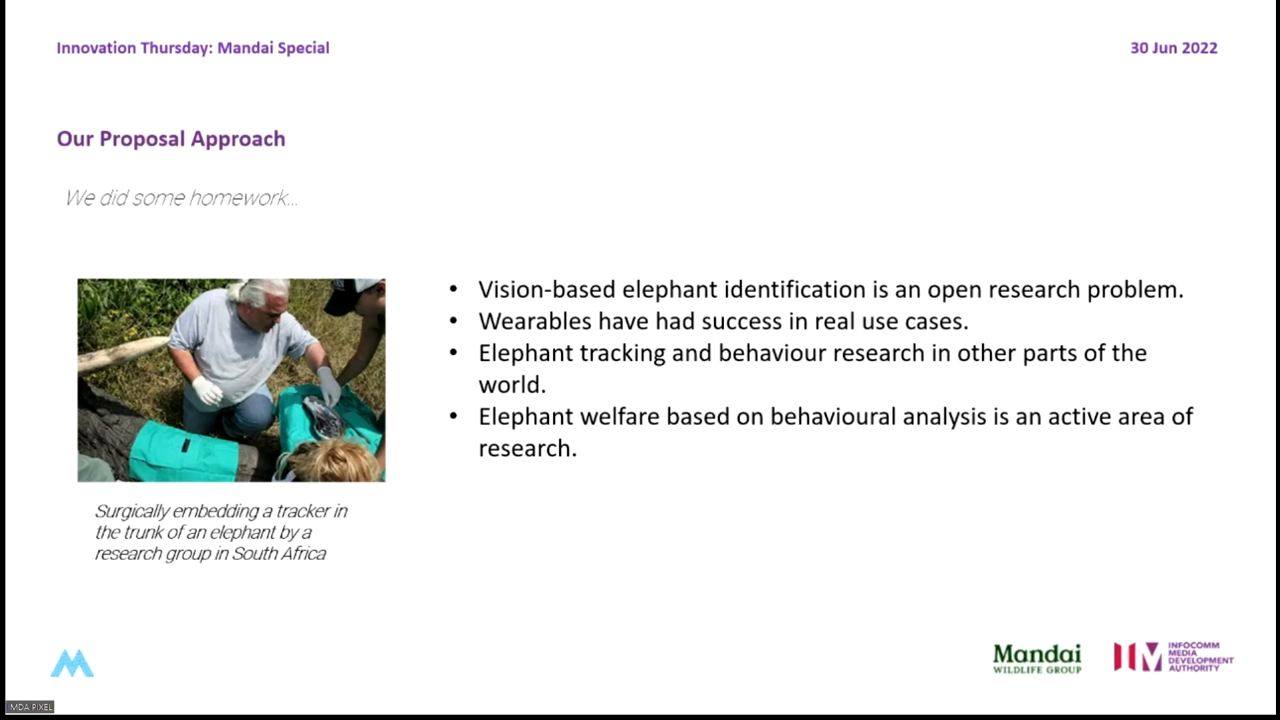 Innovation Thursday: Mandai Special
30 Jun 2022
Our Proposal Approach
We did some homework...
• Vision-based elephant identification is an open research problem.
• Wearables have had success in real use cases.
• Elephant tracking and behaviour research in other parts of the
world.
• Elephant welfare based on behavioural analysis is an active area of
research.
Surgically embedding a tracker in
the trunk of an elephant by a
research group in South Africa
Mandai
WILDLIFE GROUP
INFOCOMM
MEDIA
DEVELOPMENT
AUTHORITY
IMDA PIXEL